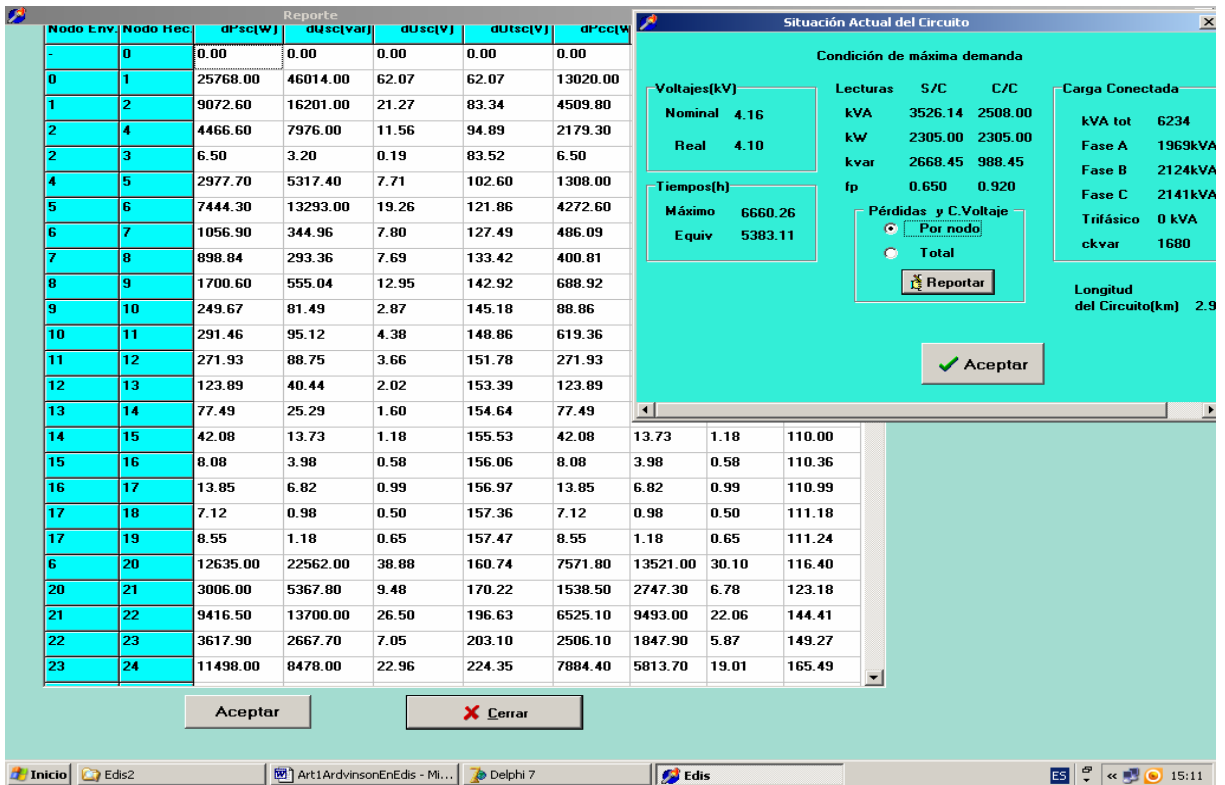 Reporte
Nodo Env. Nodo Rec. dPsc(W) dQsc(var) dUsc(V) dUtsc(V) dPcc(W
- 0 0.00 0.00 0.00 0.00 0.00
0 1 25768.00 46014.00 62.07 62.07 13020.00
1 2 9072.60 16201.00 21.27 83.34 4509.80
2 4 4466.60 7976.00 11.56 94.89 2179.30
2 3 6.50 3.20 0.19 83.52 6.50
4 5 2977.70 5317.40 7.71 102.60 1308.00
5 6 7444.30 13293.00 19.26 121.86 4272.60
6 7 1056.90 344.96 7.80 127.49 486.09
7 8 898.84 293.36 7.69 133.42 400.81
8 9 1700.60 555.04 12.95 142.92 688.92
9 10 249.67 81.49 2.87 145.18 88.86
10 11 291.46 95.12 4.38 148.86 619.36
11 12 271.93 88.75 3.66 151.78 271.93
12 13 123.89 40.44 2.02 153.39 123.89
13 14 77.49 25.29 1.60 154.64 77.49
14 15 42.08 13.73 1.18 155.53 42.08 13.73 1.18 110.00
15 16 8.08 3.98 0.58 156.06 8.08 3.98 0.58 110.36
16 17 13.85 6.82 0.99 156.97 13.85 6.82 0.99 110.99
17 18 7.12 0.98 0.50 157.36 7.12 0.98 0.50 111.18
17 19 8.55 1.18 0.65 157.47 8.55 1.18 0.65 111.24
6 20 12635.00 22562.00 38.88 160.74 7571.80 13521.00 30.10 116.40
20 21 3006.00 5367.80 9.48 170.22 1538.50 2747.30 6.78 123.18
21 22 9416.50 13700.00 26.50 196.63 6525.10 9493.00 22.06 144.41
22 23 3617.90 2667.70 7.05 203.10 2506.10 1847.90 5.87 149.27
23 24 11498.00 8478.00 22.96 224.35 7884.40 5813.70 19.01 165.49
Aceptar
Cerrar
Situación Actual del Circuito
Condición de máxima demanda
Voltajes(kV)
Nominal 4.16
Real 4.10
Tiempos(h)
Máximo 6660.26
Equiv 5383.11
Lecturas S/C C/C
kVA 3526.14 2508.00
kW 2305.00 2305.00
kvar 2668.45 988.45
fp 0.650 0.920
Pérdidas y C.Voltaje
Por nodo
Total
Reportar
Carga Conectada
kVA tot 6234
Fase A 1969kVA
Fase B 2124kVA
Fase C 2141kVA
Trifásico 0 kVA
ckvar 1680
Longitud
del Circuito(km) 2.9
Aceptar
Inicio Edis2 Art1ArdvinsonEnEdis - Mi... Delphi 7 Edis ES « 15:11